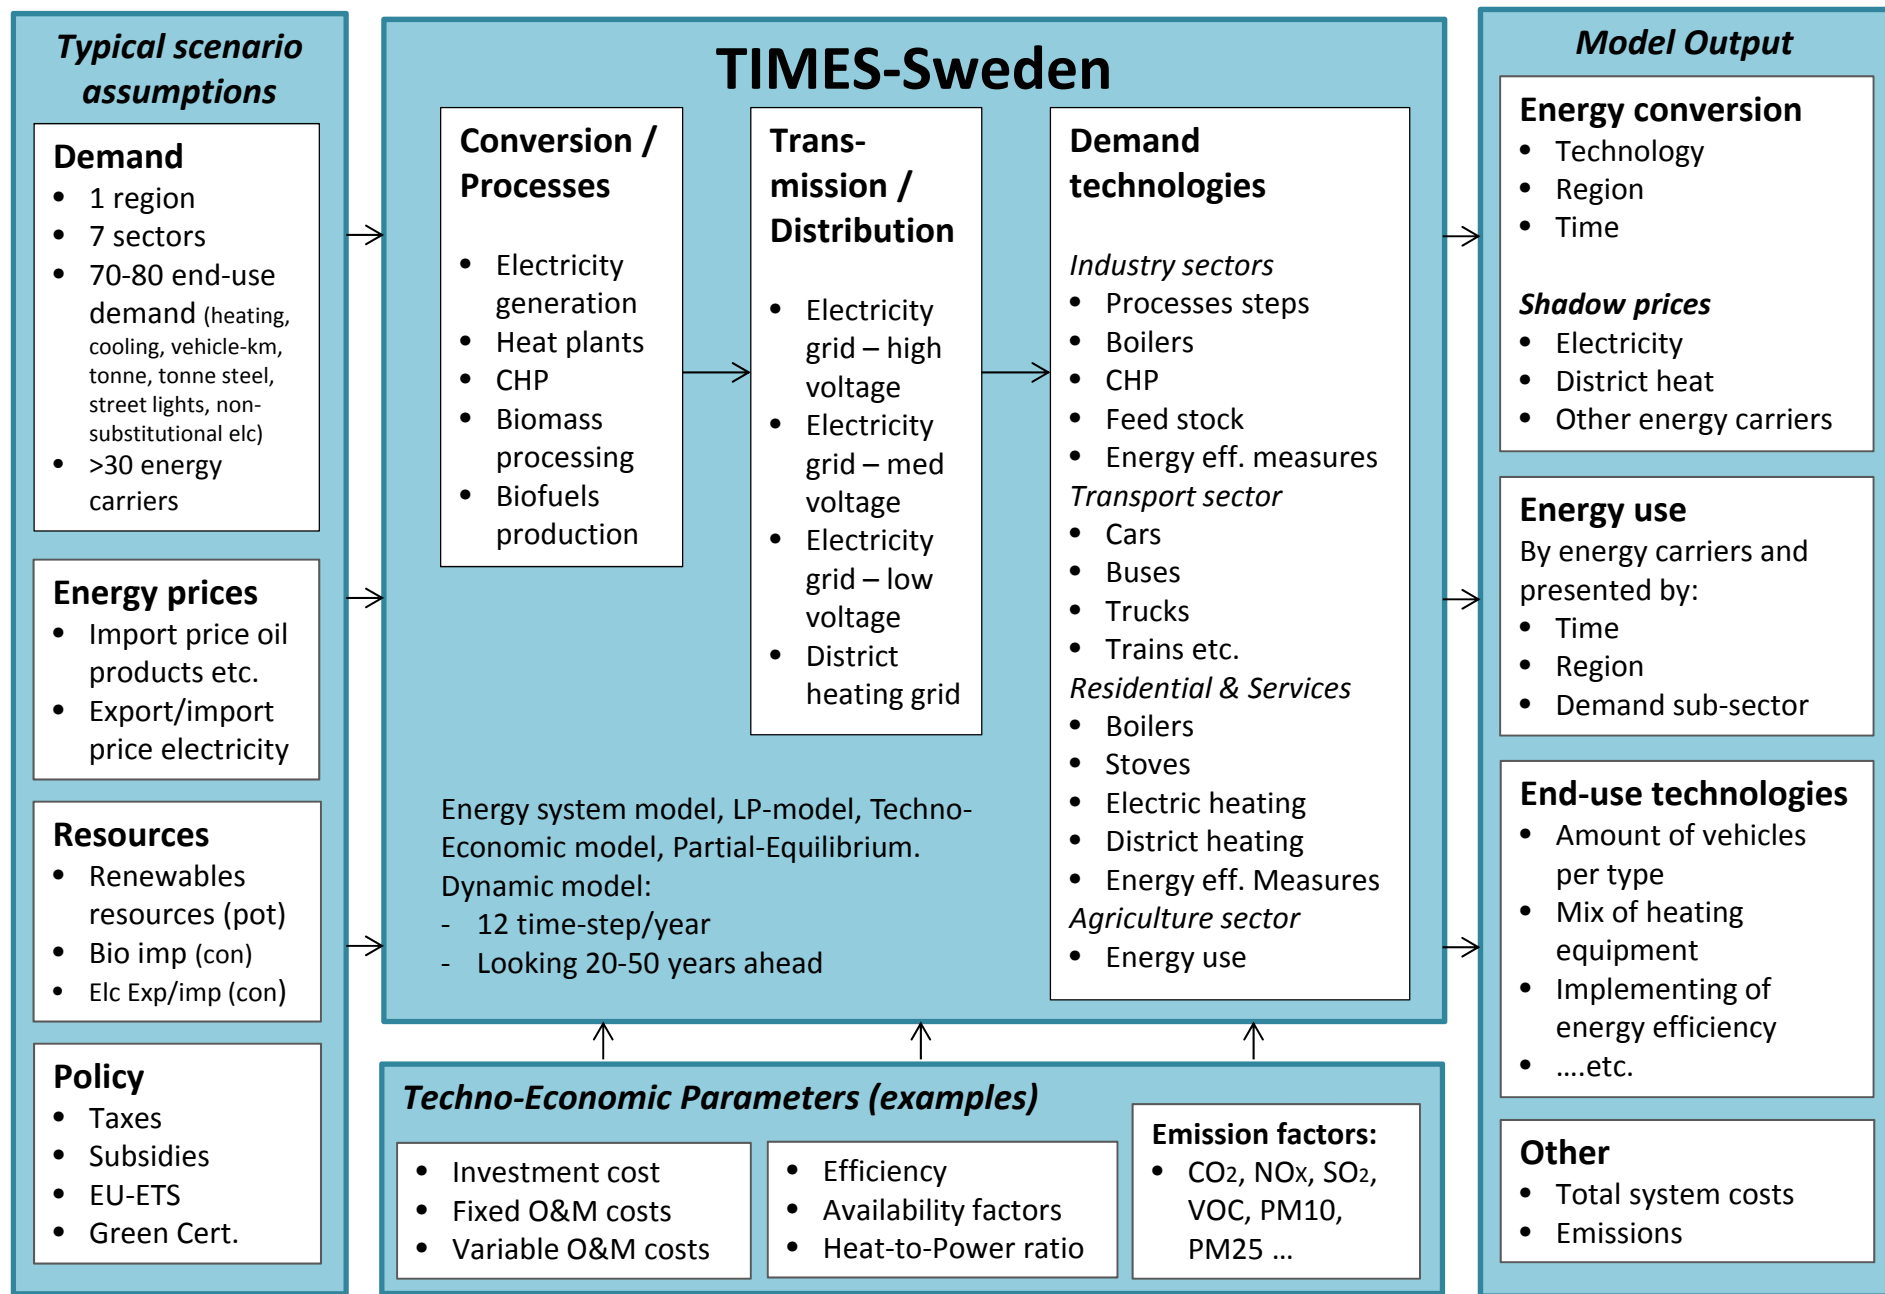 Typical scenario
assumptions
Demand
• 1 region
• 7 sectors
• 70-80 end-use
demand (heating,
cooling, vehicle-km,
tonne, tonne steel,
street lights, non-
substitutional elc)
• >30 energy
carriers
Energy prices
• Import price oil
products etc.
• Export/import
price electricity
Resources
• Renewables
resources (pot)
• Bio imp (con)
• Elc Exp/imp (con)
Policy
• Taxes
• Subsidies
• EU-ETS
• Green Cert.
TIMES-Sweden
Conversion /
Processes
• Electricity
generation
• Heat plants
• CHP
• Biomass
processing
• Biofuels
production
Trans-
mission /
Distribution
• Electricity
grid – high
voltage
• Electricity
grid – med
voltage
• Electricity
grid – low
voltage
• District
heating grid
Demand
technologies
Industry sectors
• Processes steps
• Boilers
• CHP
• Feed stock
• Energy eff. measures
Transport sector
• Cars
• Buses
• Trucks
• Trains etc.
Residential & Services
• Boilers
• Stoves
• Electric heating
• District heating
• Energy eff. Measures
Agriculture sector
• Energy use
Energy system model, LP-model, Techno-
Economic model, Partial-Equilibrium.
Dynamic model:
- 12 time-step/year
- Looking 20-50 years ahead
Techno-Economic Parameters (examples)
• Investment cost
• Fixed O&M costs
• Variable O&M costs
• Efficiency
• Availability factors
• Heat-to-Power ratio
Emission factors:
• CO2, NOx, SO2,
VOC, PM10,
PM25 …
Model Output
Energy conversion
• Technology
• Region
• Time
Shadow prices
• Electricity
• District heat
• Other energy carriers
Energy use
By energy carriers and
presented by:
• Time
• Region
• Demand sub-sector
End-use technologies
• Amount of vehicles
per type
• Mix of heating
equipment
• Implementing of
energy efficiency
• ….etc.
Other
• Total system costs
• Emissions